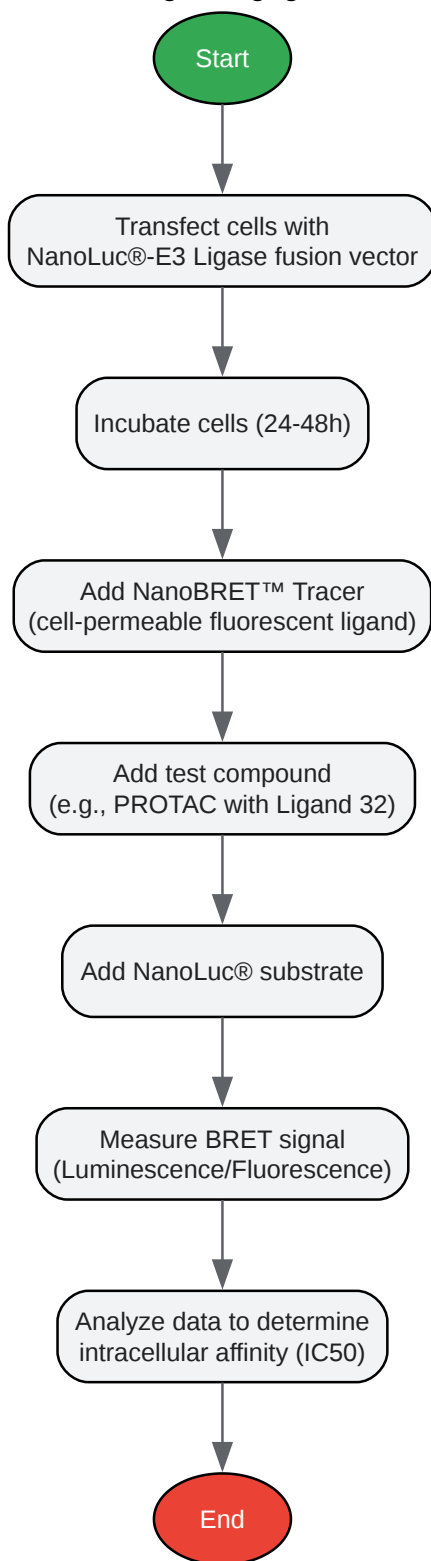 Start
Transfect cells with
NanoLuc®-E3 Ligase fusion vector
Incubate cells (24-48h)
Add NanoBRET™ Tracer
(cell-permeable fluorescent ligand)
Add test compound
(e.g., PROTAC with Ligand 32)
Add NanoLuc® substrate
Measure BRET signal
(Luminescence/Fluorescence)
Analyze data to determine
intracellular affinity (IC50)
End